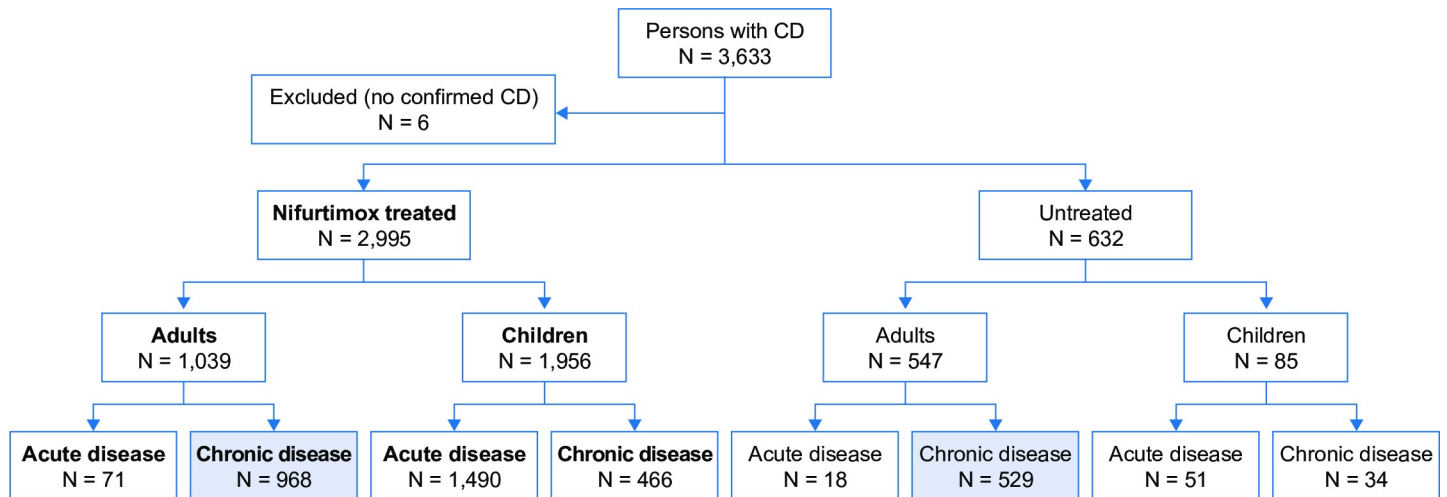 Persons with CD
N = 3,633
Excluded (no confirmed CD)
N = 6
Nifurtimox treated
N = 2,995
Untreated
N = 632
Adults
N = 1,039
Children
N = 1,956
Adults
N = 547
Children
N = 85
Acute disease
N = 71
Chronic disease
N = 968
Acute disease
N = 1,490
Chronic disease
N = 466
Acute disease
N = 18
Chronic disease
N = 529
Acute disease
N = 51
Chronic disease
N = 34